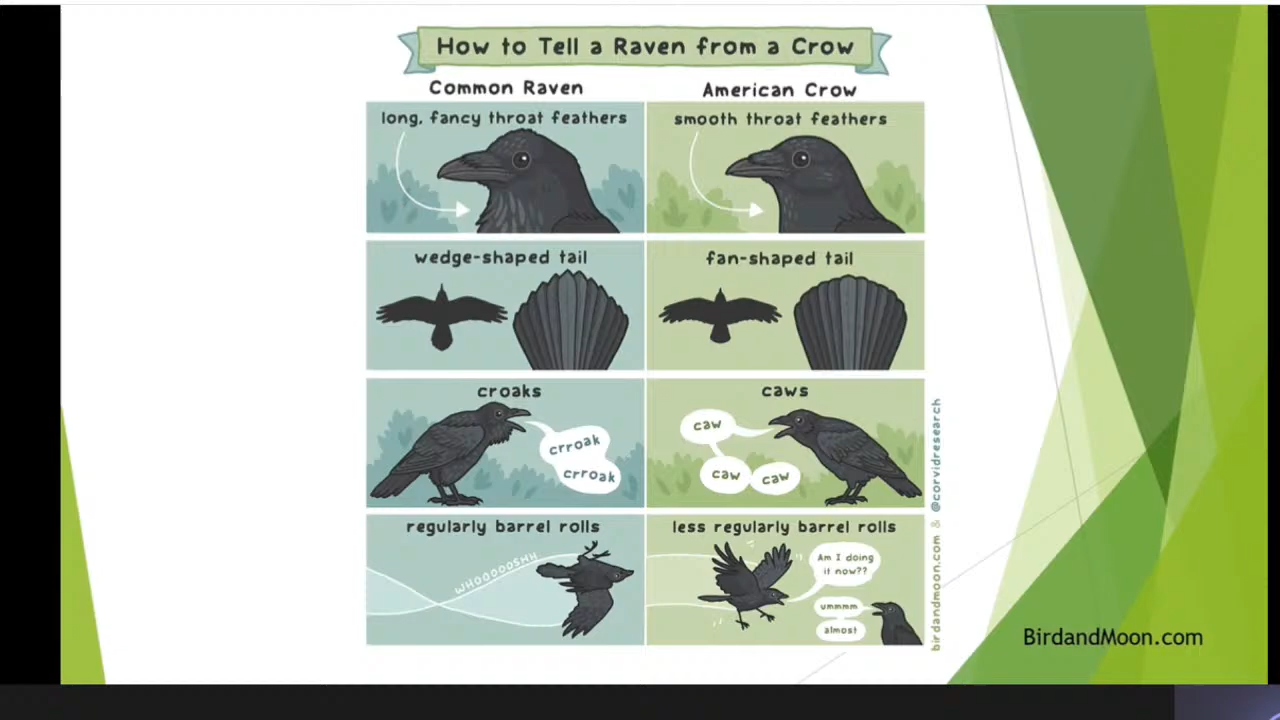 How to Tell a Raven from a Crow
Common Raven
American Crow
long, fancy throat feathers
smooth throat feathers
wedge-shaped tail
fan-shaped tail
croaks
crroak
crroak
caws
caw
caw
caw
regularly barrel rolls
WHOOOOOSHH
less regularly barrel rolls
Am I doing
it now??
ummmm
almost
birdandmoon.com & @corvidresearch
BirdandMoon.com